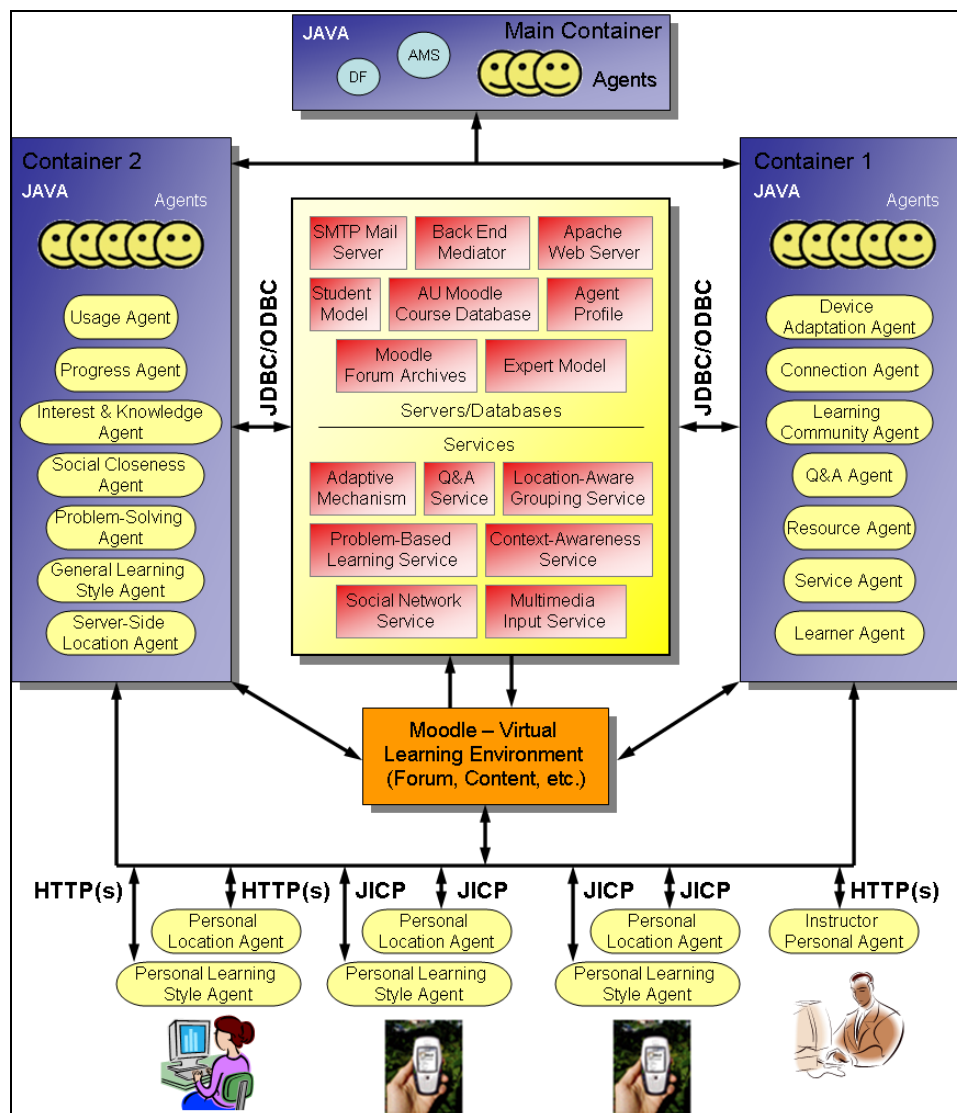 JAVA
Main Container
DF
AMS
Agents
Container 2
JAVA
Agents
Usage Agent
Progress Agent
Interest & Knowledge
Agent
Social Closeness
Agent
Problem-Solving
Agent
General Learning
Style Agent
Server-Side
Location Agent
JDBC/ODBC
SMTP Mail
Server
Back End
Mediator
Apache
Web Server
Student
Model
AU Moodle
Course Database
Agent
Profile
Moodle
Forum Archives
Expert Model
Servers/Databases
Services
Adaptive
Mechanism
Q&A
Service
Location-Aware
Grouping Service
Problem-Based
Learning Service
Context-Awareness
Service
Social Network
Service
Multimedia
Input Service
JDBC/ODBC
Container 1
JAVA
Agents
Device
Adaptation Agent
Connection Agent
Learning
Community Agent
Q&A Agent
Resource Agent
Service Agent
Learner Agent
Moodle – Virtual
Learning Environment
(Forum, Content, etc.)
HTTP(s)
HTTP(s)
JICP
JICP
JICP
JICP
HTTP(s)
Personal
Location Agent
Personal Learning
Style Agent
Personal
Location Agent
Personal Learning
Style Agent
Personal
Location Agent
Personal Learning
Style Agent
Instructor
Personal Agent